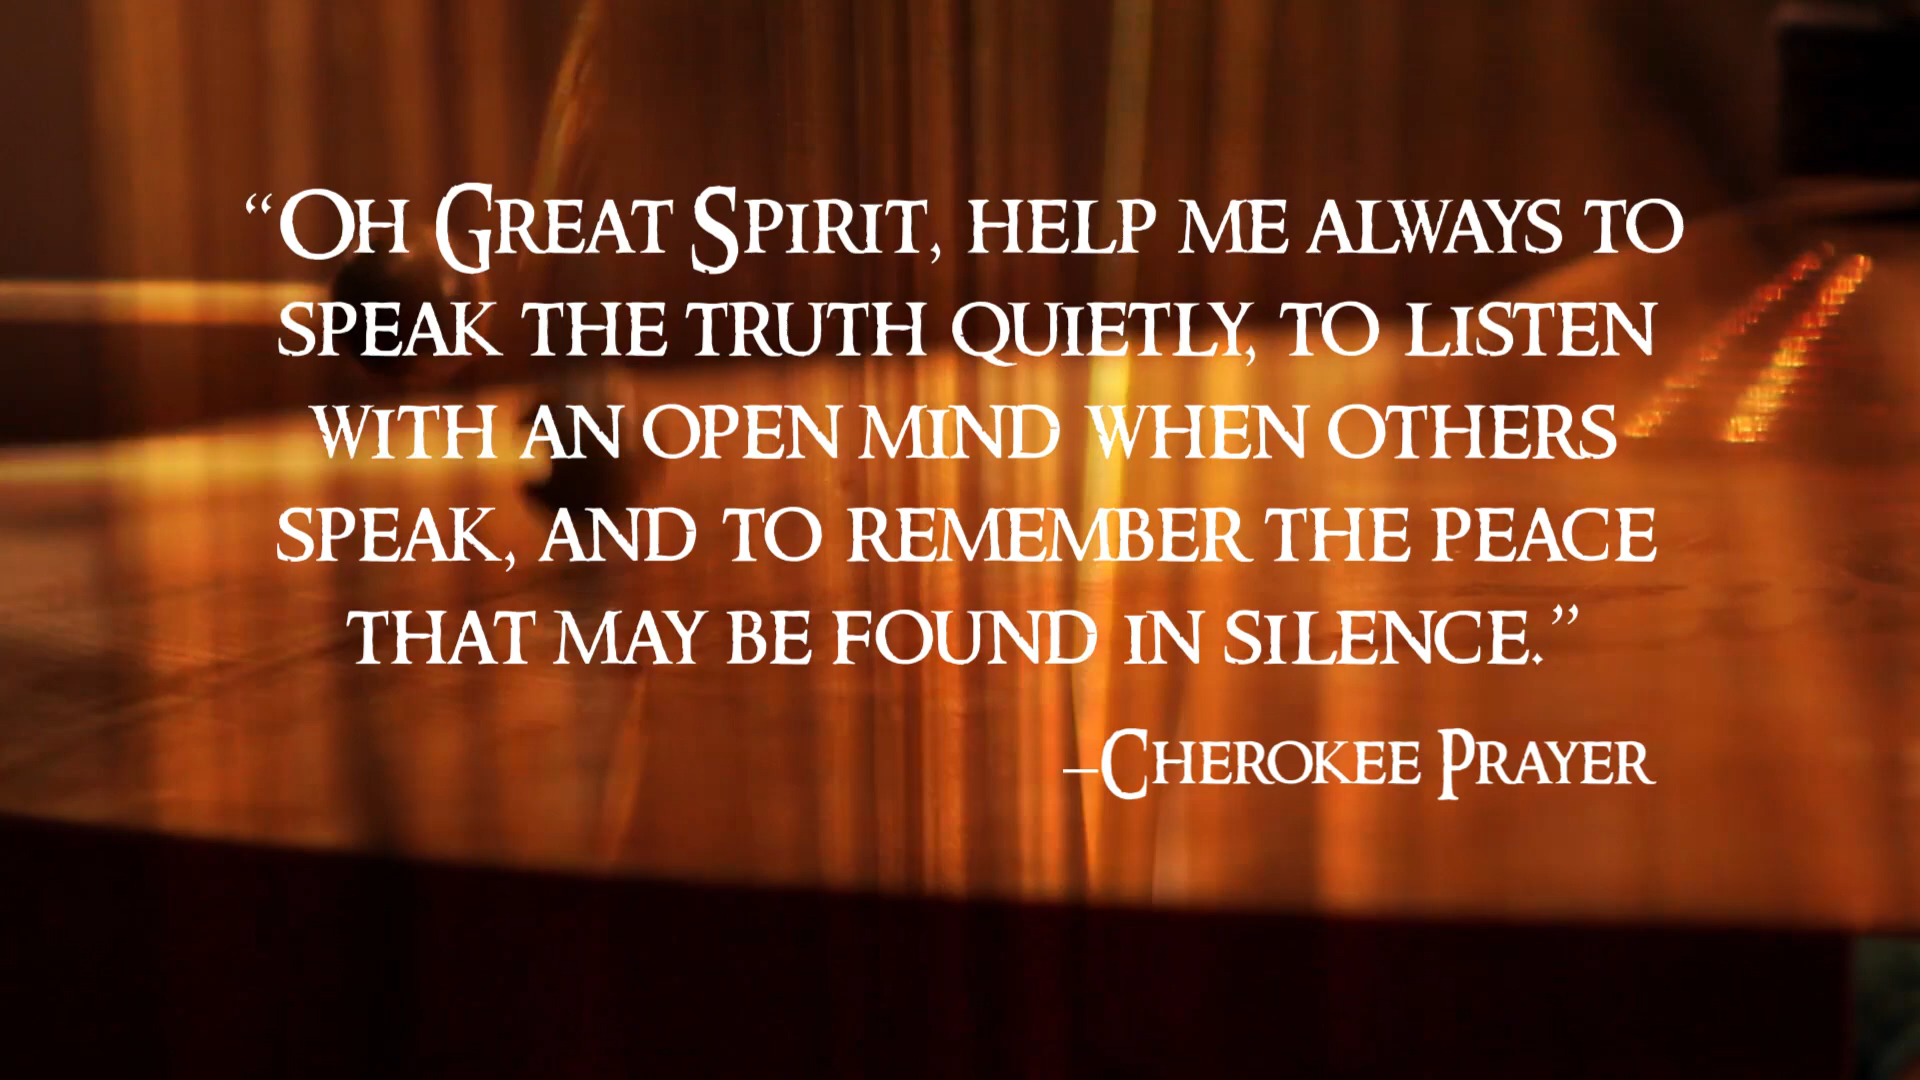 “Oh Great Spirit, help me always to
speak the truth quietly, to listen
with an open mind when others
speak, and to remember the peace
that may be found in silence.”
–Cherokee Prayer